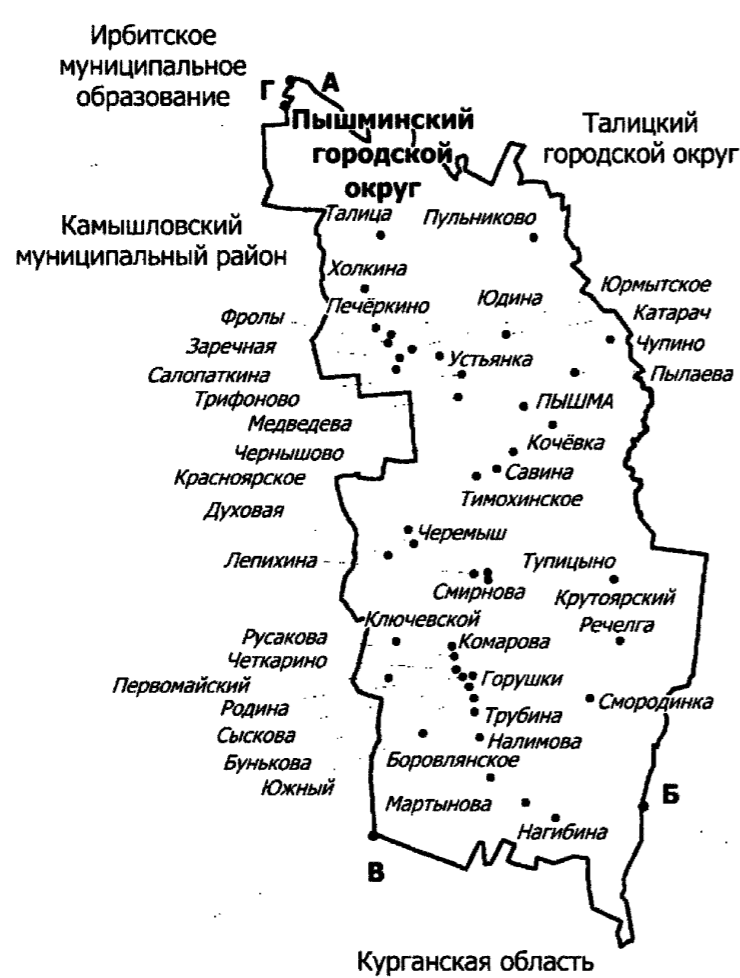 Ирбитское
муниципальное
образование
А
Г
Пышминский
городской
округ
Талицкий
городской округ
Камышловский
муниципальный район
Талица
Пульниково
Холкина
Юрмытское
Печёркино
Юдина
Катарач
Фролы
Чупино
Заречная
Устьянка
Пылаева
Салопаткина
Трифоново
ПЫШМА
Медведева
Кочёвка
Чернышово
Савина
Красноярское
Тимохинское
Духовая
Черемыш
Лепихина
Тупицыно
Смирнова
Крутоярский
Ключевской
Речелга
Русакова
Комарова
Четкарино
Горушки
Первомайский
Смординка
Родина
Трубина
Сыскова
Налимова
Бунькова
Боровлянское
Южный
Мартынова
Б
Нагибина
В
Курганская область